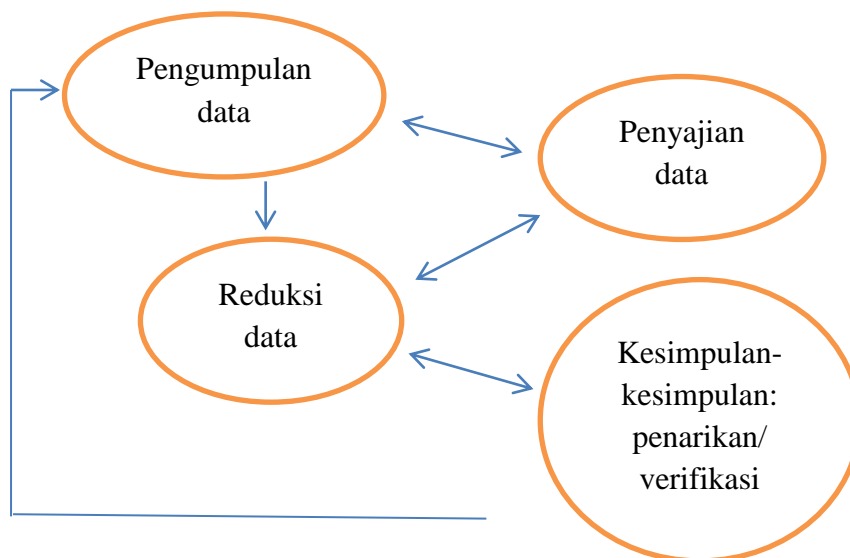 Pengumpulan
data
Penyajian
data
Reduksi
data
Kesimpulan-
kesimpulan:
penarikan/
verifikasi